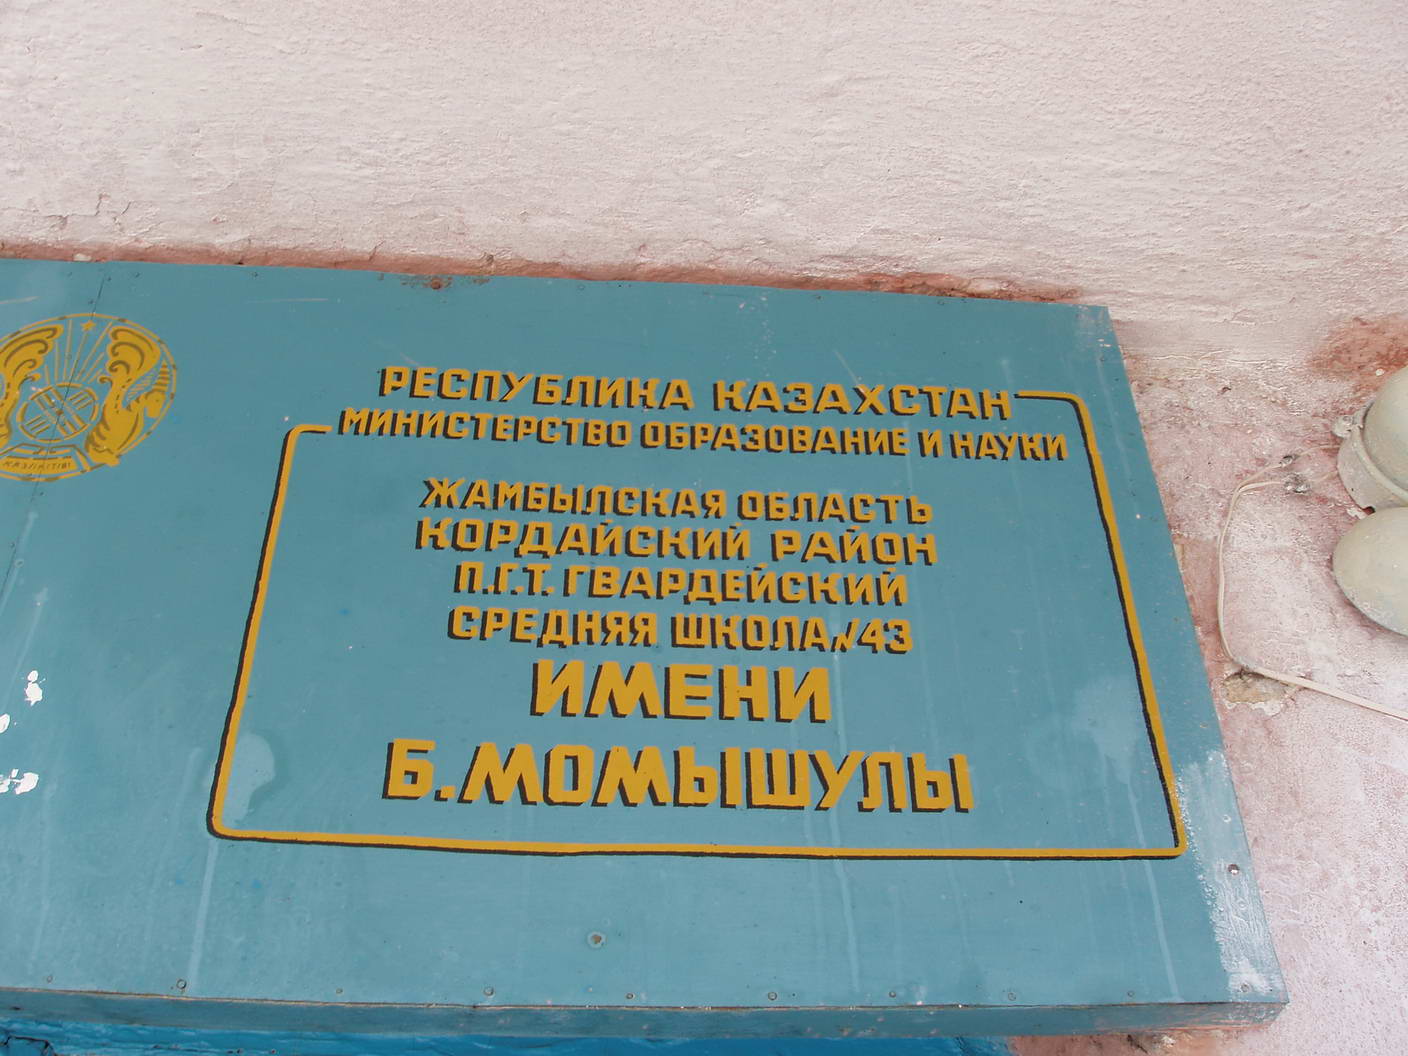 РЕСПУБЛИКА КАЗАХСТАН
МИНИСТЕРСТВО ОБРАЗОВАНИЕ И НАУКИ
ЖАМБЫЛСКАЯ ОБЛАСТЬ
КОРДАЙСКИЙ РАЙОН
П.Г.Т. ГВАРДЕЙСКИЙ
СРЕДНЯЯ ШКОЛА №43
ИМЕНИ
Б.МОМЫШУЛЫ